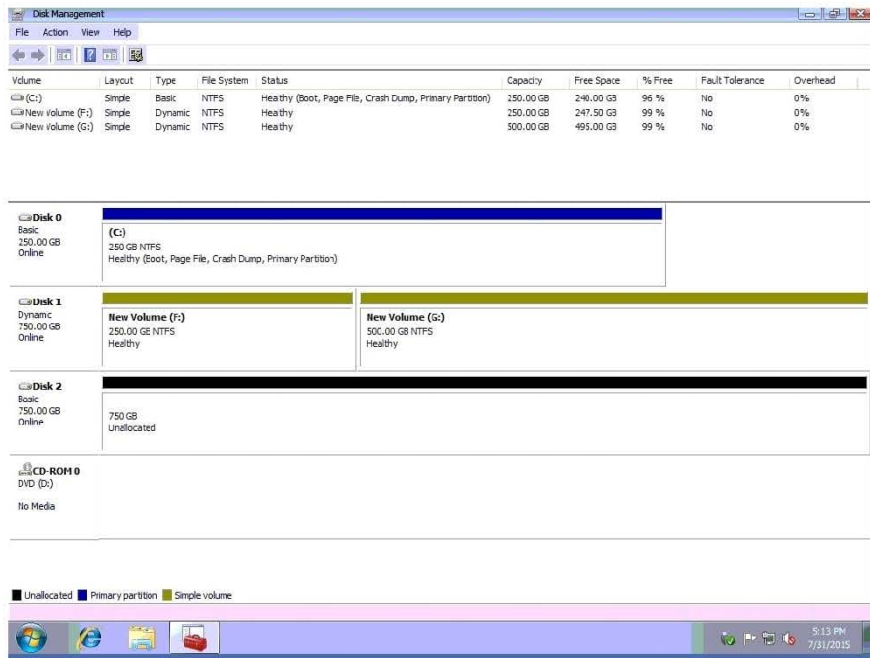 Disk Management
File Action View Help
Volume Layout Type File System Status Capacity Free Space % Free Fault Tolerance Overhead
(C:) Simple Basic NTFS Healthy (Boot, Page File, Crash Dump, Primary Partition) 250.00 GB 240.00 GB 96 % No 0%
New Volume (F:) Simple Dynamic NTFS Healthy 250.00 GB 247.50 GB 99 % No 0%
New Volume (G:) Simple Dynamic NTFS Healthy 500.00 GB 495.00 GB 99 % No 0%
Disk 0
Basic
250.00 GB
Online
(C:)
250 GB NTFS
Healthy (Boot, Page File, Crash Dump, Primary Partition)
Disk 1
Dynamic
750.00 GB
Online
New Volume (F:)
250.00 GB NTFS
Healthy
New Volume (G:)
500.00 GB NTFS
Healthy
Disk 2
Basic
750.00 GB
Online
750 GB
Unallocated
CD-ROM 0
DVD (D:)
No Media
Unallocated Primary partition Simple volume
5:13 PM
7/31/2015